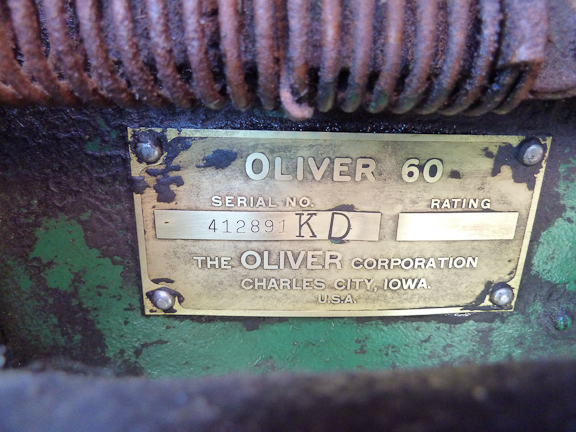 OLIVER 60
SERIAL NO. RATING
412891 KD
THE OLIVER CORPORATION
CHARLES CITY, IOWA.
U.S.A.